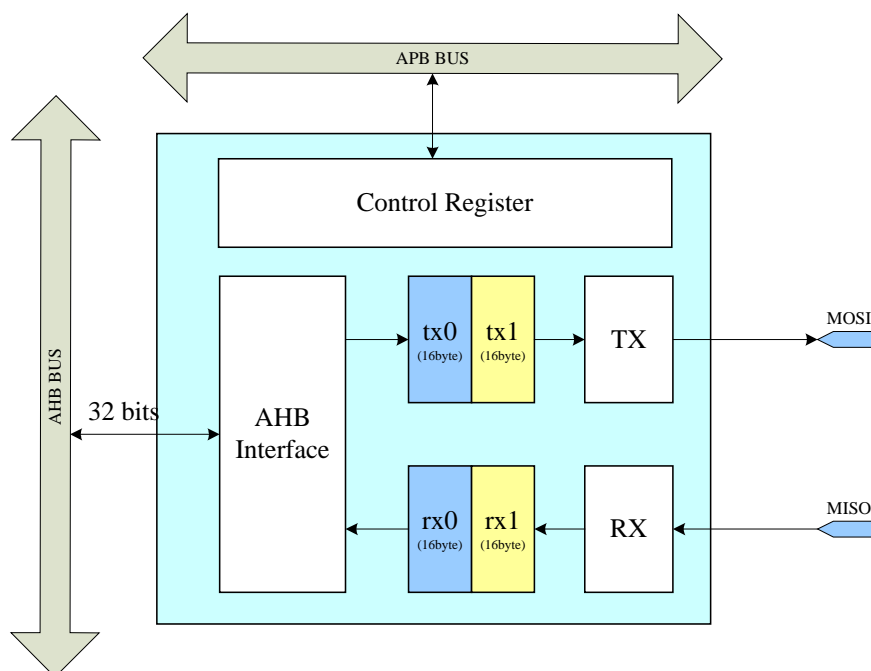 APB BUS
Control Register
AHB BUS
32 bits
AHB
Interface
tx0
(16byte)
tx1
(16byte)
TX
MOSI
rx0
(16byte)
rx1
(16byte)
RX
MISO